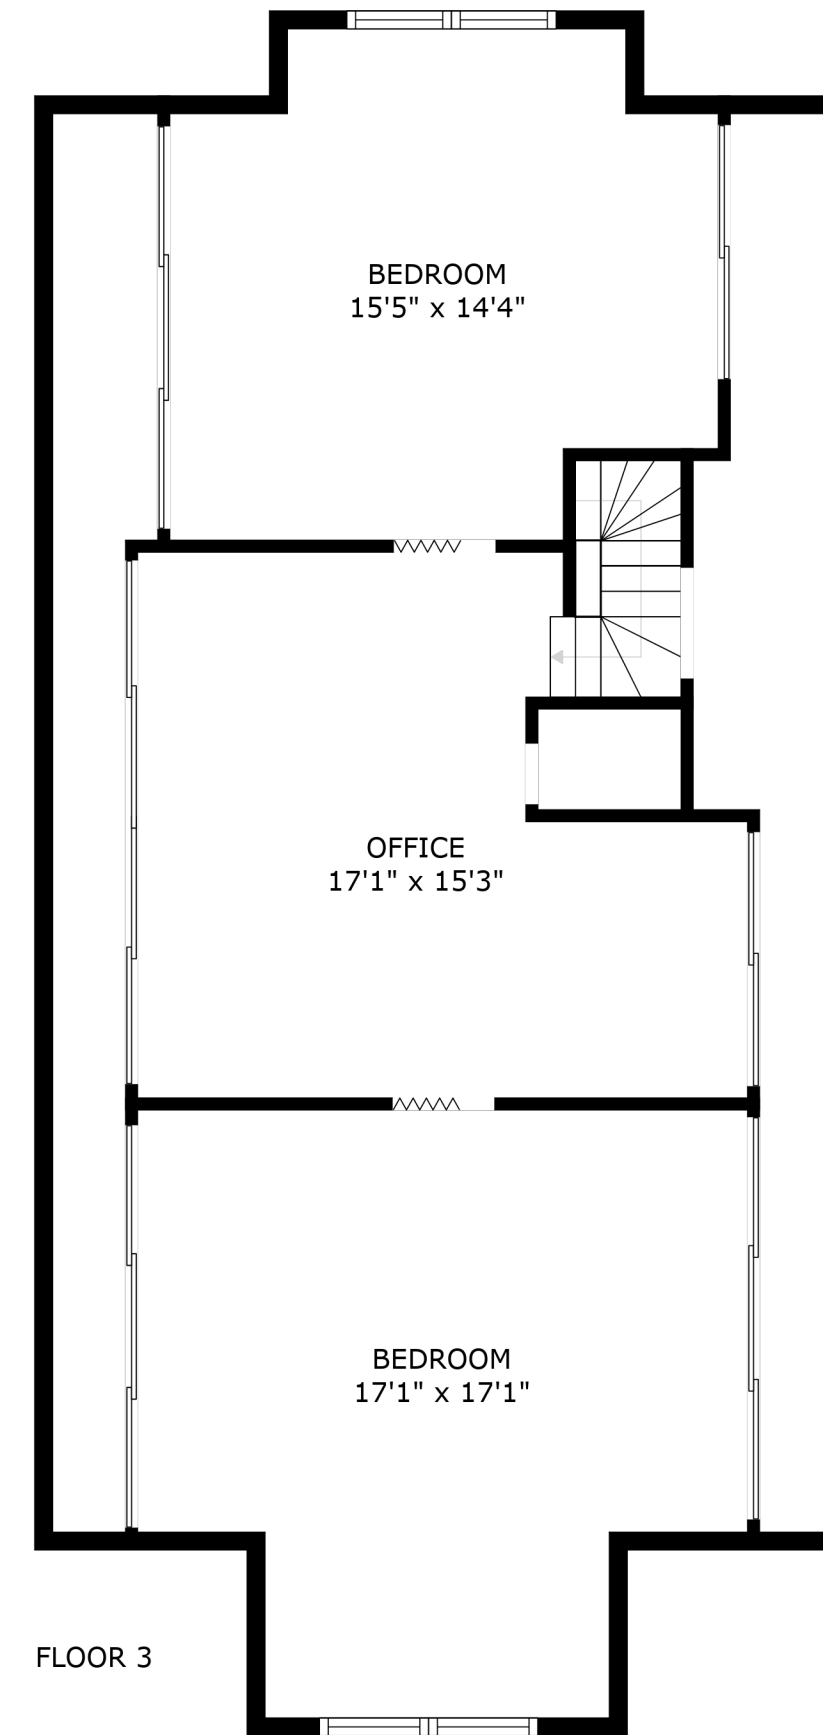 BEDROOM
15'5" x 14'4"
OFFICE
17'1" x 15'3"
BEDROOM
17'1" x 17'1"
FLOOR 3